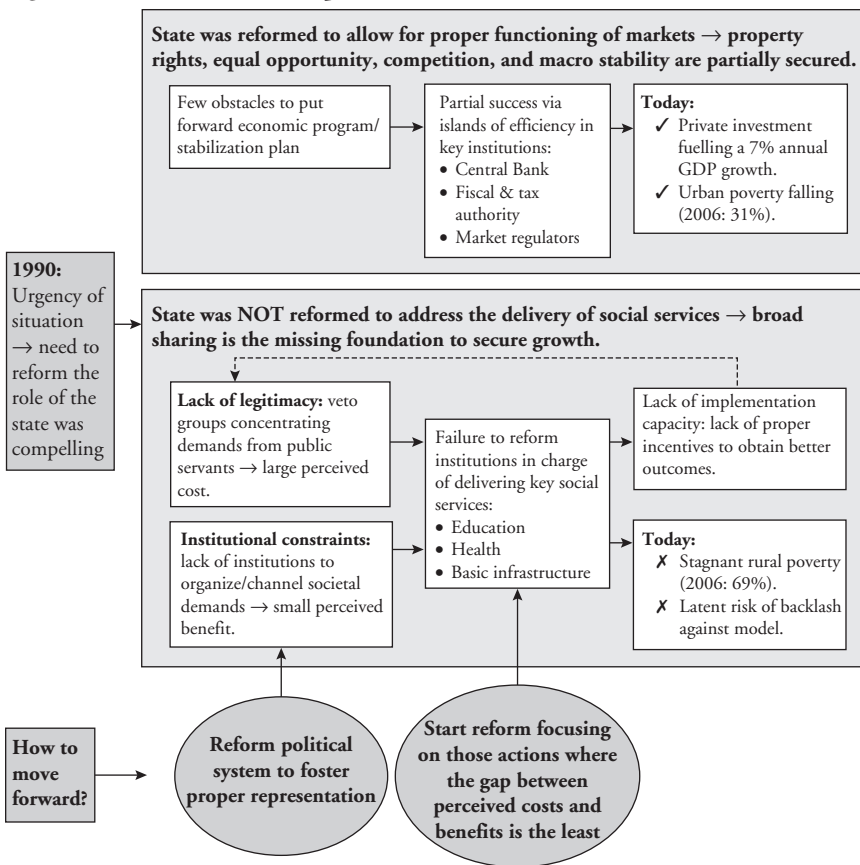 State was reformed to allow for proper functioning of markets → property
rights, equal opportunity, competition, and macro stability are partially secured.
Few obstacles to put
forward economic program/
stabilization plan
Partial success via
islands of efficiency in
key institutions:
• Central Bank
• Fiscal & tax
authority
• Market regulators
Today:
✓ Private investment
fuelling a 7% annual
GDP growth.
✓ Urban poverty falling
(2006: 31%).
1990:
Urgency of
situation
→ need to
reform the
role of the
state was
compelling
State was NOT reformed to address the delivery of social services → broad
sharing is the missing foundation to secure growth.
Lack of legitimacy: veto
groups concentrating
demands from public
servants → large perceived
cost.
Institutional constraints:
lack of institutions to
organize/channel societal
demands → small perceived
benefit.
Failure to reform
institutions in charge
of delivering key social
services:
• Education
• Health
• Basic infrastructure
Lack of implementation
capacity: lack of proper
incentives to obtain better
outcomes.
Today:
✗ Stagnant rural poverty
(2006: 69%).
✗ Latent risk of backlash
against model.
How to
move
forward?
Reform political
system to foster
proper representation
Start reform focusing
on those actions where
the gap between
perceived costs and
benefits is the least